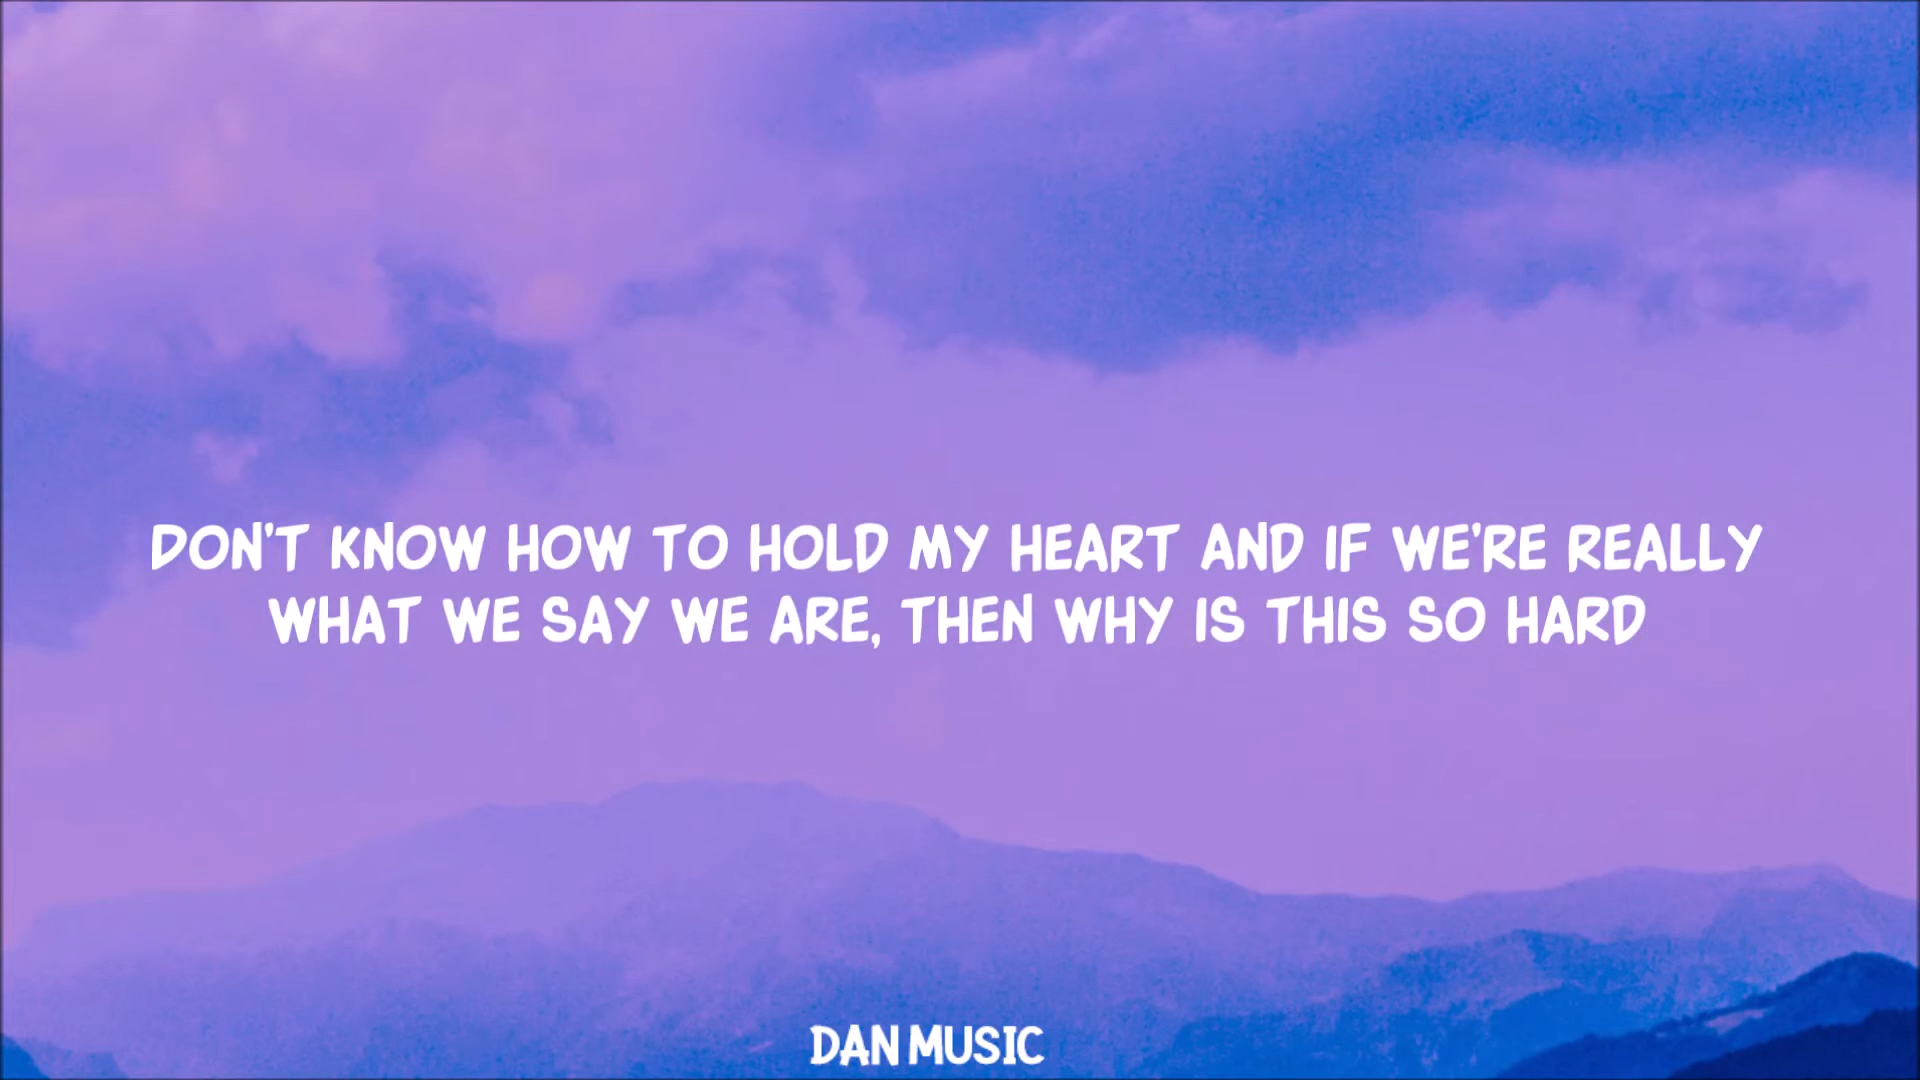 DON'T KNOW HOW TO HOLD MY HEART AND IF WE'RE REALLY
WHAT WE SAY WE ARE, THEN WHY IS THIS SO HARD
DAN MUSIC